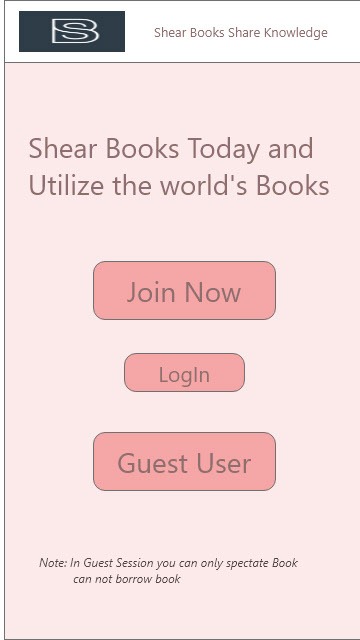 BS
Shear Books Share Knowledge
Shear Books Today and
Utilize the world's Books
Join Now
LogIn
Guest User
Note: In Guest Session you can only spectate Book
can not borrow book